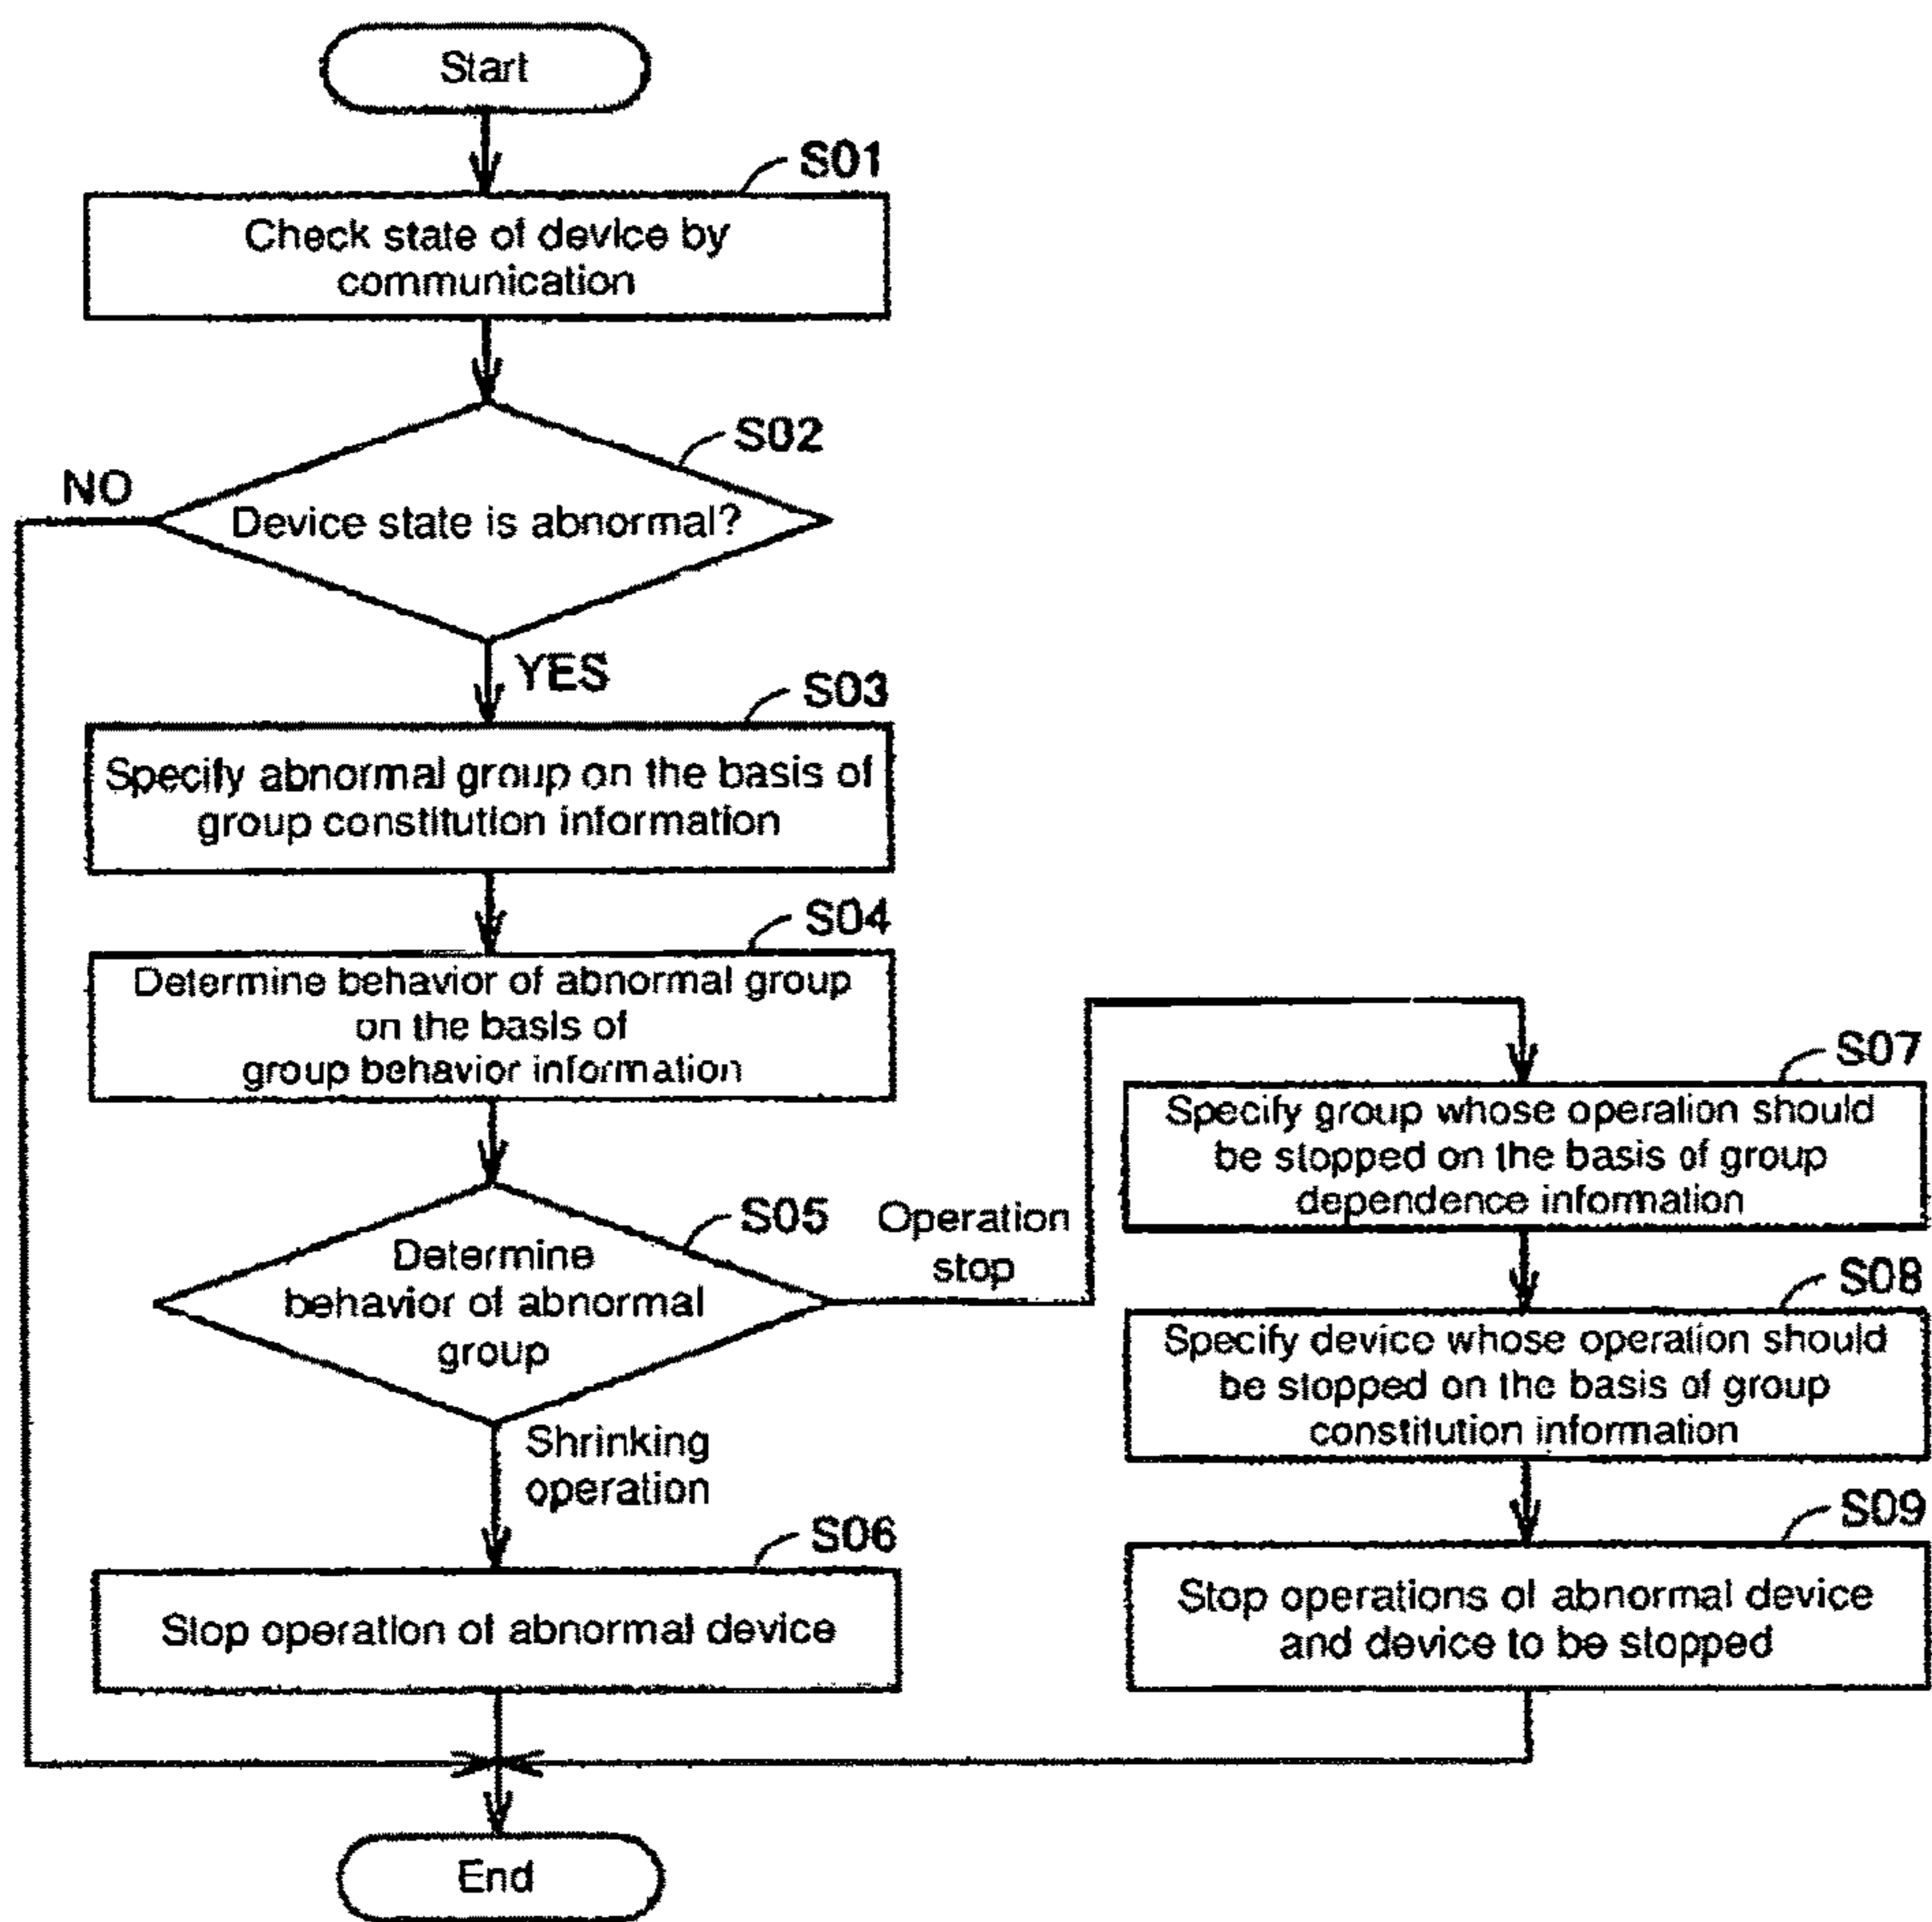 Start
S01
Check state of device by
communication
S02
NO
Device state is abnormal?
YES
S03
Specify abnormal group on the basis of
group constitution information
S04
Determine behavior of abnormal group
on the basis of
group behavior information
S05
Determine
behavior of abnormal
group
Operation
stop
Shrinking
operation
S06
Stop operation of abnormal device
S07
Specify group whose operation should
be stopped on the basis of group
dependence information
S08
Specify device whose operation should
be stopped on the basis of group
constitution information
S09
Stop operations of abnormal device
and device to be stopped
End